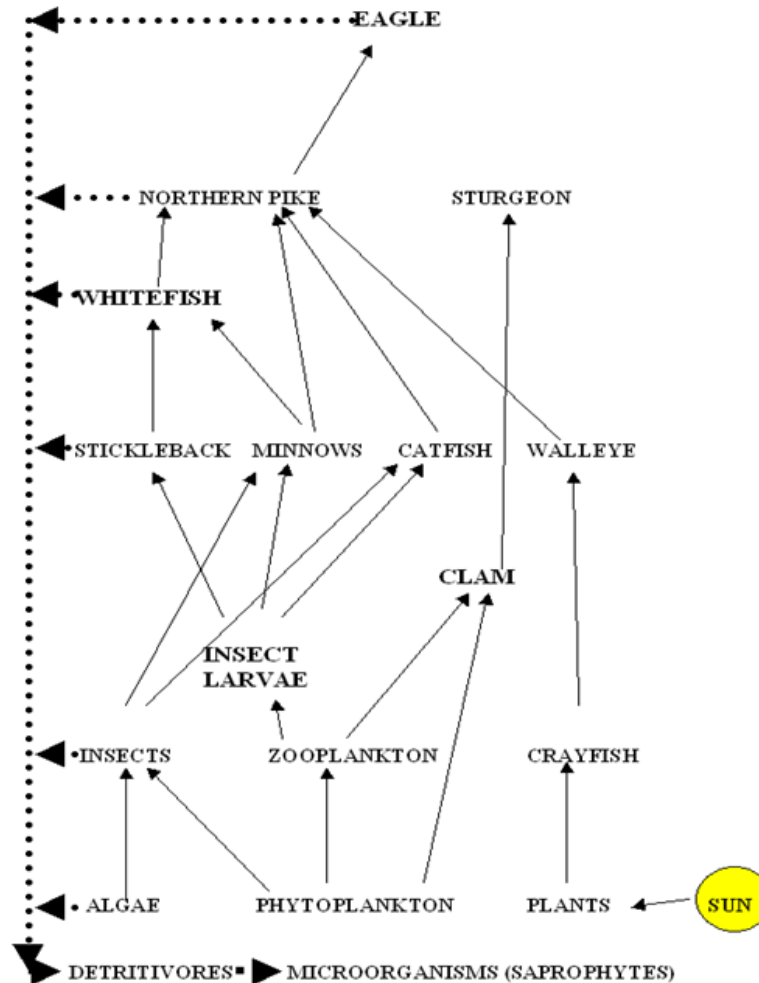 EAGLE
NORTHERN PIKE STURGEON
WHITEFISH
STICKLEBACK MINNOWS CATFISH WALLEYE
CLAM
INSECT
LARVAE
INSECTS ZOOPLANKTON CRAYFISH
ALGAE PHYTOPLANKTON PLANTS SUN
DETRITIVORES MICROORGANISMS (SAPROPHYTES)